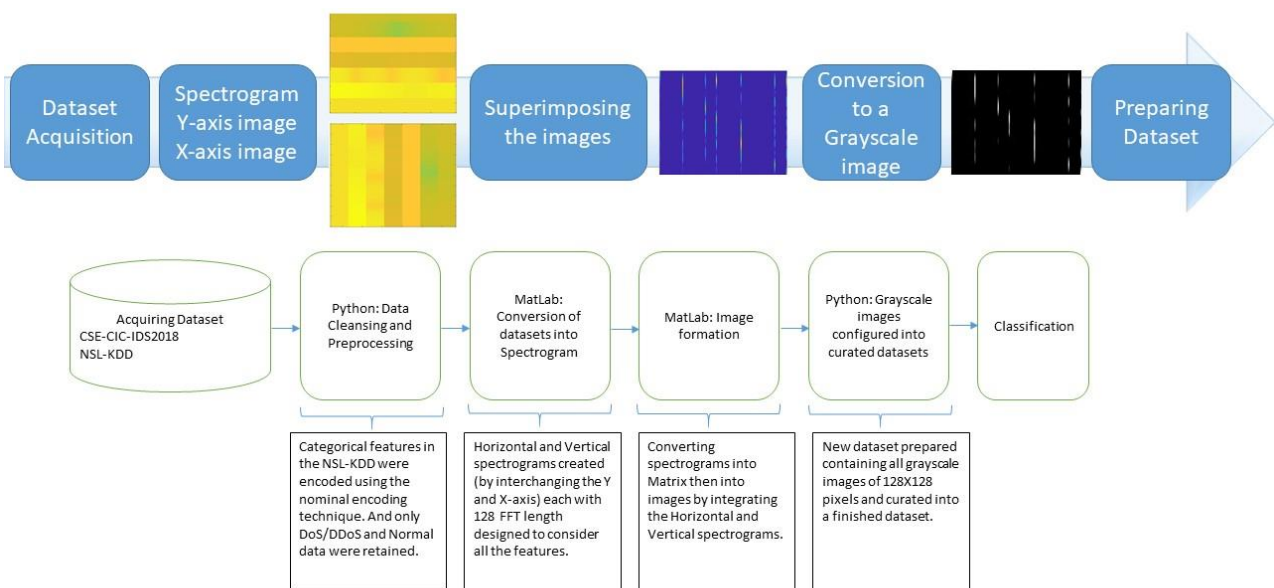 Dataset
Acquisition
Spectrogram
Y-axis image
X-axis image
Superimposing
the images
Conversion
to a
Grayscale
image
Preparing
Dataset
Acquiring Dataset
CSE-CIC-IDS2018
NSL-KDD
Python: Data
Cleansing and
Preprocessing
MatLab:
Conversion of
datasets into
Spectrogram
MatLab: Image
formation
Python: Grayscale
images
configured into
curated datasets
Classification
Categorical features in
the NSL-KDD were
encoded using the
nominal encoding
technique. And only
DoS/DDoS and Normal
data were retained.
Horizontal and Vertical
spectrograms created
(by interchanging the Y
and X-axis) each with
128 FFT length
designed to consider
all the features.
Converting
spectrograms into
Matrix then into
images by integrating
the Horizontal and
Vertical spectrograms.
New dataset prepared
containing all grayscale
images of 128X128
pixels and curated into
a finished dataset.